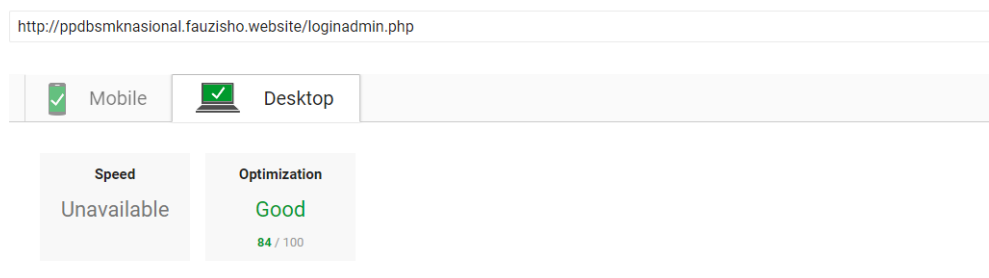 http://ppdbsmknasional.fauzisho.website/loginadmin.php
Mobile
Desktop
Speed
Optimization
Unavailable
Good
84 / 100